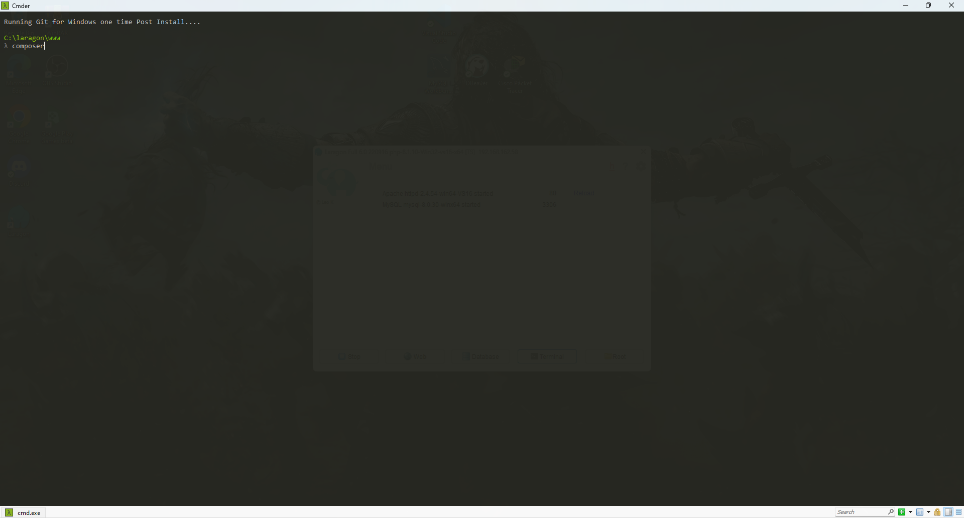 Cmder
Running Git for Windows one time Post Install....
C:\laragon\www
λ composer
cmd.exe
Search